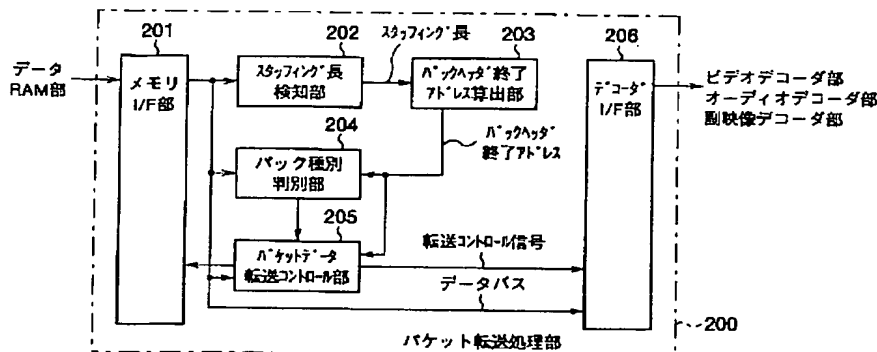 201
202
スタッフィング長
203
206
データ
RAM部
メモリ
I/F部
スタッフィング長
検知部
パックヘッダ終了
アドレス算出部
デコーダ
I/F部
ビデオデコーダ部
オーディオデコーダ部
副映像デコーダ部
204
パック種別
判別部
パックヘッダ
終了アドレス
205
パケットデータ
転送コントロール部
転送コントロール信号
データバス
パケット転送処理部
200